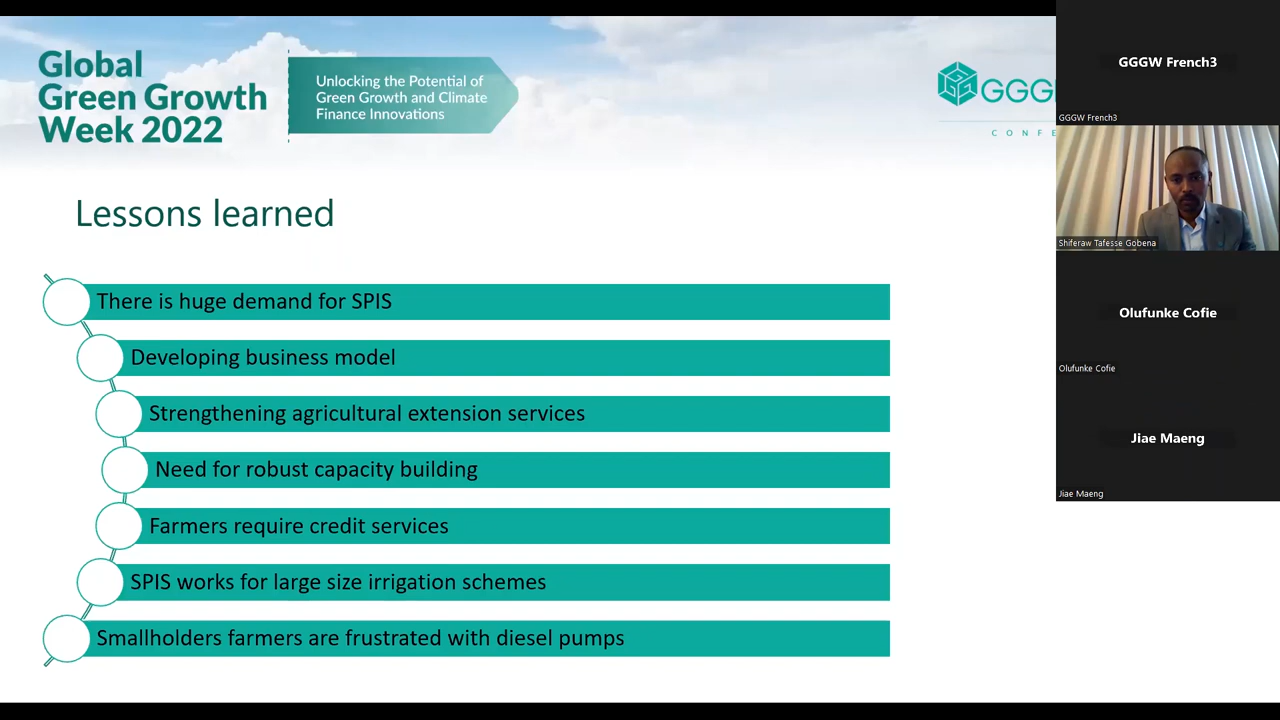 Global
Green Growth
Week 2022
Unlocking the Potential of
Green Growth and Climate
Finance Innovations
GGG
CONFE
Lessons learned
There is huge demand for SPIS
Developing business model
Strengthening agricultural extension services
Need for robust capacity building
Farmers require credit services
SPIS works for large size irrigation schemes
Smallholders farmers are frustrated with diesel pumps
GGGW French3
GGGW French3
Shiferaw Tafesse Gobena
Olufunke Cofie
Olufunke Cofie
Jiae Maeng
Jiae Maeng